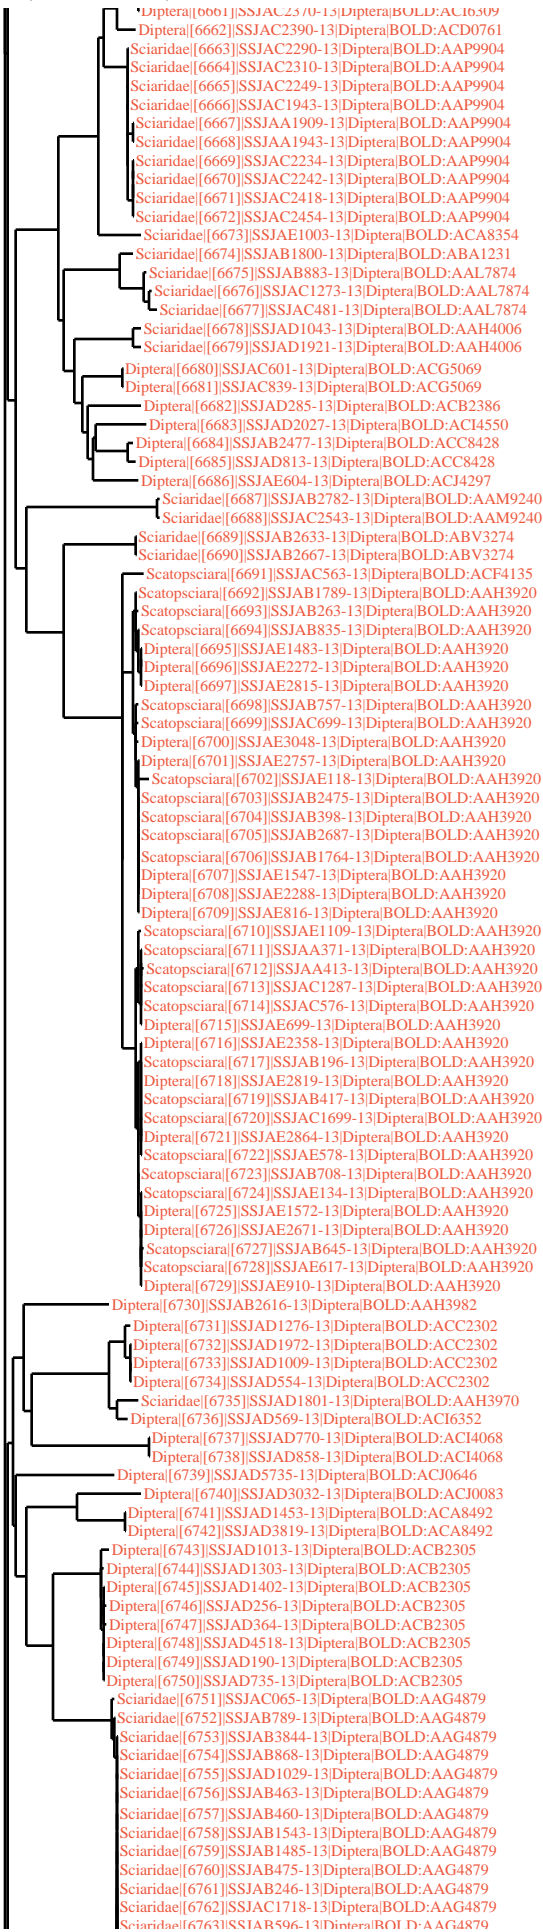 Diptera|[6661]|SSJAC2370-13|Diptera|BOLD:ACI6309
Diptera|[6662]|SSJAC2390-13|Diptera|BOLD:ACD0761
Sciaridae|[6663]|SSJAC2290-13|Diptera|BOLD:AAP9904
Sciaridae|[6664]|SSJAC2310-13|Diptera|BOLD:AAP9904
Sciaridae|[6665]|SSJAC2249-13|Diptera|BOLD:AAP9904
Sciaridae|[6666]|SSJAC1943-13|Diptera|BOLD:AAP9904
Sciaridae|[6667]|SSJAA1909-13|Diptera|BOLD:AAP9904
Sciaridae|[6668]|SSJAA1943-13|Diptera|BOLD:AAP9904
Sciaridae|[6669]|SSJAC2234-13|Diptera|BOLD:AAP9904
Sciaridae|[6670]|SSJAC2242-13|Diptera|BOLD:AAP9904
Sciaridae|[6671]|SSJAC2418-13|Diptera|BOLD:AAP9904
Sciaridae|[6672]|SSJAC2454-13|Diptera|BOLD:AAP9904
Sciaridae|[6673]|SSJAE1003-13|Diptera|BOLD:ACA8354
Sciaridae|[6674]|SSJAB1800-13|Diptera|BOLD:ABA1231
Sciaridae|[6675]|SSJAB883-13|Diptera|BOLD:AAL7874
Sciaridae|[6676]|SSJAC1273-13|Diptera|BOLD:AAL7874
Sciaridae|[6677]|SSJAC481-13|Diptera|BOLD:AAL7874
Sciaridae|[6678]|SSJAD1043-13|Diptera|BOLD:AAH4006
Sciaridae|[6679]|SSJAD1921-13|Diptera|BOLD:AAH4006
Diptera|[6680]|SSJAC601-13|Diptera|BOLD:ACG5069
Diptera|[6681]|SSJAC839-13|Diptera|BOLD:ACG5069
Diptera|[6682]|SSJAD285-13|Diptera|BOLD:ACB2386
Diptera|[6683]|SSJAD2027-13|Diptera|BOLD:ACI4550
Diptera|[6684]|SSJAB2477-13|Diptera|BOLD:ACC8428
Diptera|[6685]|SSJAD813-13|Diptera|BOLD:ACC8428
Diptera|[6686]|SSJAE604-13|Diptera|BOLD:ACJ4297
Sciaridae|[6687]|SSJAB2782-13|Diptera|BOLD:AAM9240
Sciaridae|[6688]|SSJAC2543-13|Diptera|BOLD:AAM9240
Sciaridae|[6689]|SSJAB2633-13|Diptera|BOLD:ABV3274
Sciaridae|[6690]|SSJAB2667-13|Diptera|BOLD:ABV3274
Scatopsciara|[6691]|SSJAC563-13|Diptera|BOLD:ACF4135
Scatopsciara|[6692]|SSJAB1789-13|Diptera|BOLD:AAH3920
Scatopsciara|[6693]|SSJAB263-13|Diptera|BOLD:AAH3920
Scatopsciara|[6694]|SSJAB835-13|Diptera|BOLD:AAH3920
Diptera|[6695]|SSJAE1483-13|Diptera|BOLD:AAH3920
Diptera|[6696]|SSJAE2272-13|Diptera|BOLD:AAH3920
Diptera|[6697]|SSJAE2815-13|Diptera|BOLD:AAH3920
Scatopsciara|[6698]|SSJAB757-13|Diptera|BOLD:AAH3920
Scatopsciara|[6699]|SSJAC699-13|Diptera|BOLD:AAH3920
Diptera|[6700]|SSJAE3048-13|Diptera|BOLD:AAH3920
Diptera|[6701]|SSJAE2757-13|Diptera|BOLD:AAH3920
Scatopsciara|[6702]|SSJAE118-13|Diptera|BOLD:AAH3920
Scatopsciara|[6703]|SSJAB2475-13|Diptera|BOLD:AAH3920
Scatopsciara|[6704]|SSJAB398-13|Diptera|BOLD:AAH3920
Scatopsciara|[6705]|SSJAB2687-13|Diptera|BOLD:AAH3920
Scatopsciara|[6706]|SSJAB1764-13|Diptera|BOLD:AAH3920
Diptera|[6707]|SSJAE1547-13|Diptera|BOLD:AAH3920
Diptera|[6708]|SSJAE2288-13|Diptera|BOLD:AAH3920
Diptera|[6709]|SSJAE816-13|Diptera|BOLD:AAH3920
Scatopsciara|[6710]|SSJAE1109-13|Diptera|BOLD:AAH3920
Scatopsciara|[6711]|SSJAA371-13|Diptera|BOLD:AAH3920
Scatopsciara|[6712]|SSJAA413-13|Diptera|BOLD:AAH3920
Scatopsciara|[6713]|SSJAC1287-13|Diptera|BOLD:AAH3920
Scatopsciara|[6714]|SSJAC576-13|Diptera|BOLD:AAH3920
Diptera|[6715]|SSJAE699-13|Diptera|BOLD:AAH3920
Diptera|[6716]|SSJAE2358-13|Diptera|BOLD:AAH3920
Scatopsciara|[6717]|SSJAB196-13|Diptera|BOLD:AAH3920
Diptera|[6718]|SSJAE2819-13|Diptera|BOLD:AAH3920
Scatopsciara|[6719]|SSJAB417-13|Diptera|BOLD:AAH3920
Scatopsciara|[6720]|SSJAC1699-13|Diptera|BOLD:AAH3920
Diptera|[6721]|SSJAE2864-13|Diptera|BOLD:AAH3920
Scatopsciara|[6722]|SSJAE578-13|Diptera|BOLD:AAH3920
Scatopsciara|[6723]|SSJAB708-13|Diptera|BOLD:AAH3920
Scatopsciara|[6724]|SSJAE134-13|Diptera|BOLD:AAH3920
Diptera|[6725]|SSJAE1572-13|Diptera|BOLD:AAH3920
Diptera|[6726]|SSJAE2671-13|Diptera|BOLD:AAH3920
Scatopsciara|[6727]|SSJAB645-13|Diptera|BOLD:AAH3920
Scatopsciara|[6728]|SSJAE617-13|Diptera|BOLD:AAH3920
Diptera|[6729]|SSJAE910-13|Diptera|BOLD:AAH3920
Diptera|[6730]|SSJAB2616-13|Diptera|BOLD:AAH3982
Diptera|[6731]|SSJAD1276-13|Diptera|BOLD:ACC2302
Diptera|[6732]|SSJAD1972-13|Diptera|BOLD:ACC2302
Diptera|[6733]|SSJAD1009-13|Diptera|BOLD:ACC2302
Diptera|[6734]|SSJAD554-13|Diptera|BOLD:ACC2302
Sciaridae|[6735]|SSJAD1801-13|Diptera|BOLD:AAH3970
Diptera|[6736]|SSJAD569-13|Diptera|BOLD:ACI6352
Diptera|[6737]|SSJAD770-13|Diptera|BOLD:ACI4068
Diptera|[6738]|SSJAD858-13|Diptera|BOLD:ACI4068
Diptera|[6739]|SSJAD5735-13|Diptera|BOLD:ACJ0646
Diptera|[6740]|SSJAD3032-13|Diptera|BOLD:ACJ0083
Diptera|[6741]|SSJAD1453-13|Diptera|BOLD:ACA8492
Diptera|[6742]|SSJAD3819-13|Diptera|BOLD:ACA8492
Diptera|[6743]|SSJAD1013-13|Diptera|BOLD:ACB2305
Diptera|[6744]|SSJAD1303-13|Diptera|BOLD:ACB2305
Diptera|[6745]|SSJAD1402-13|Diptera|BOLD:ACB2305
Diptera|[6746]|SSJAD256-13|Diptera|BOLD:ACB2305
Diptera|[6747]|SSJAD364-13|Diptera|BOLD:ACB2305
Diptera|[6748]|SSJAD4518-13|Diptera|BOLD:ACB2305
Diptera|[6749]|SSJAD190-13|Diptera|BOLD:ACB2305
Diptera|[6750]|SSJAD735-13|Diptera|BOLD:ACB2305
Sciaridae|[6751]|SSJAC065-13|Diptera|BOLD:AAG4879
Sciaridae|[6752]|SSJAB789-13|Diptera|BOLD:AAG4879
Sciaridae|[6753]|SSJAB3844-13|Diptera|BOLD:AAG4879
Sciaridae|[6754]|SSJAB868-13|Diptera|BOLD:AAG4879
Sciaridae|[6755]|SSJAD1029-13|Diptera|BOLD:AAG4879
Sciaridae|[6756]|SSJAB463-13|Diptera|BOLD:AAG4879
Sciaridae|[6757]|SSJAB460-13|Diptera|BOLD:AAG4879
Sciaridae|[6758]|SSJAB1543-13|Diptera|BOLD:AAG4879
Sciaridae|[6759]|SSJAB1485-13|Diptera|BOLD:AAG4879
Sciaridae|[6760]|SSJAB475-13|Diptera|BOLD:AAG4879
Sciaridae|[6761]|SSJAB246-13|Diptera|BOLD:AAG4879
Sciaridae|[6762]|SSJAC1718-13|Diptera|BOLD:AAG4879
Sciaridae|[6763]|SSJAB596-13|Diptera|BOLD:AAG4879